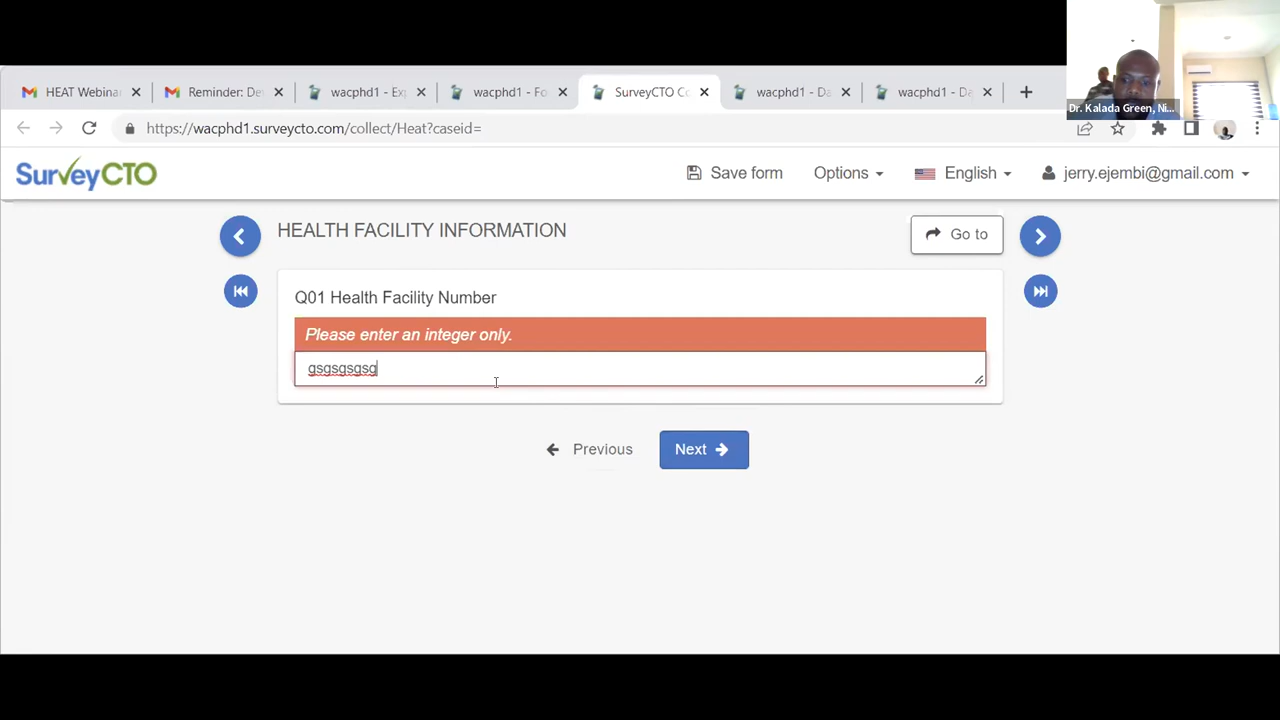 HEAT Webinar
Reminder: De
wacphd1 - Ex
wacphd1 - Fo
SurveyCTO Co
wacphd1 - Da
wacphd1 - Da
Dr. Kalada Green, Ni...
https://wacphd1.surveycto.com/collect/Heat?caseid=
SurveyCTO
Save form
Options
English
jerry.ejembi@gmail.com
HEALTH FACILITY INFORMATION
Go to
Q01 Health Facility Number
Please enter an integer only.
gsgsgsgsg
Previous
Next